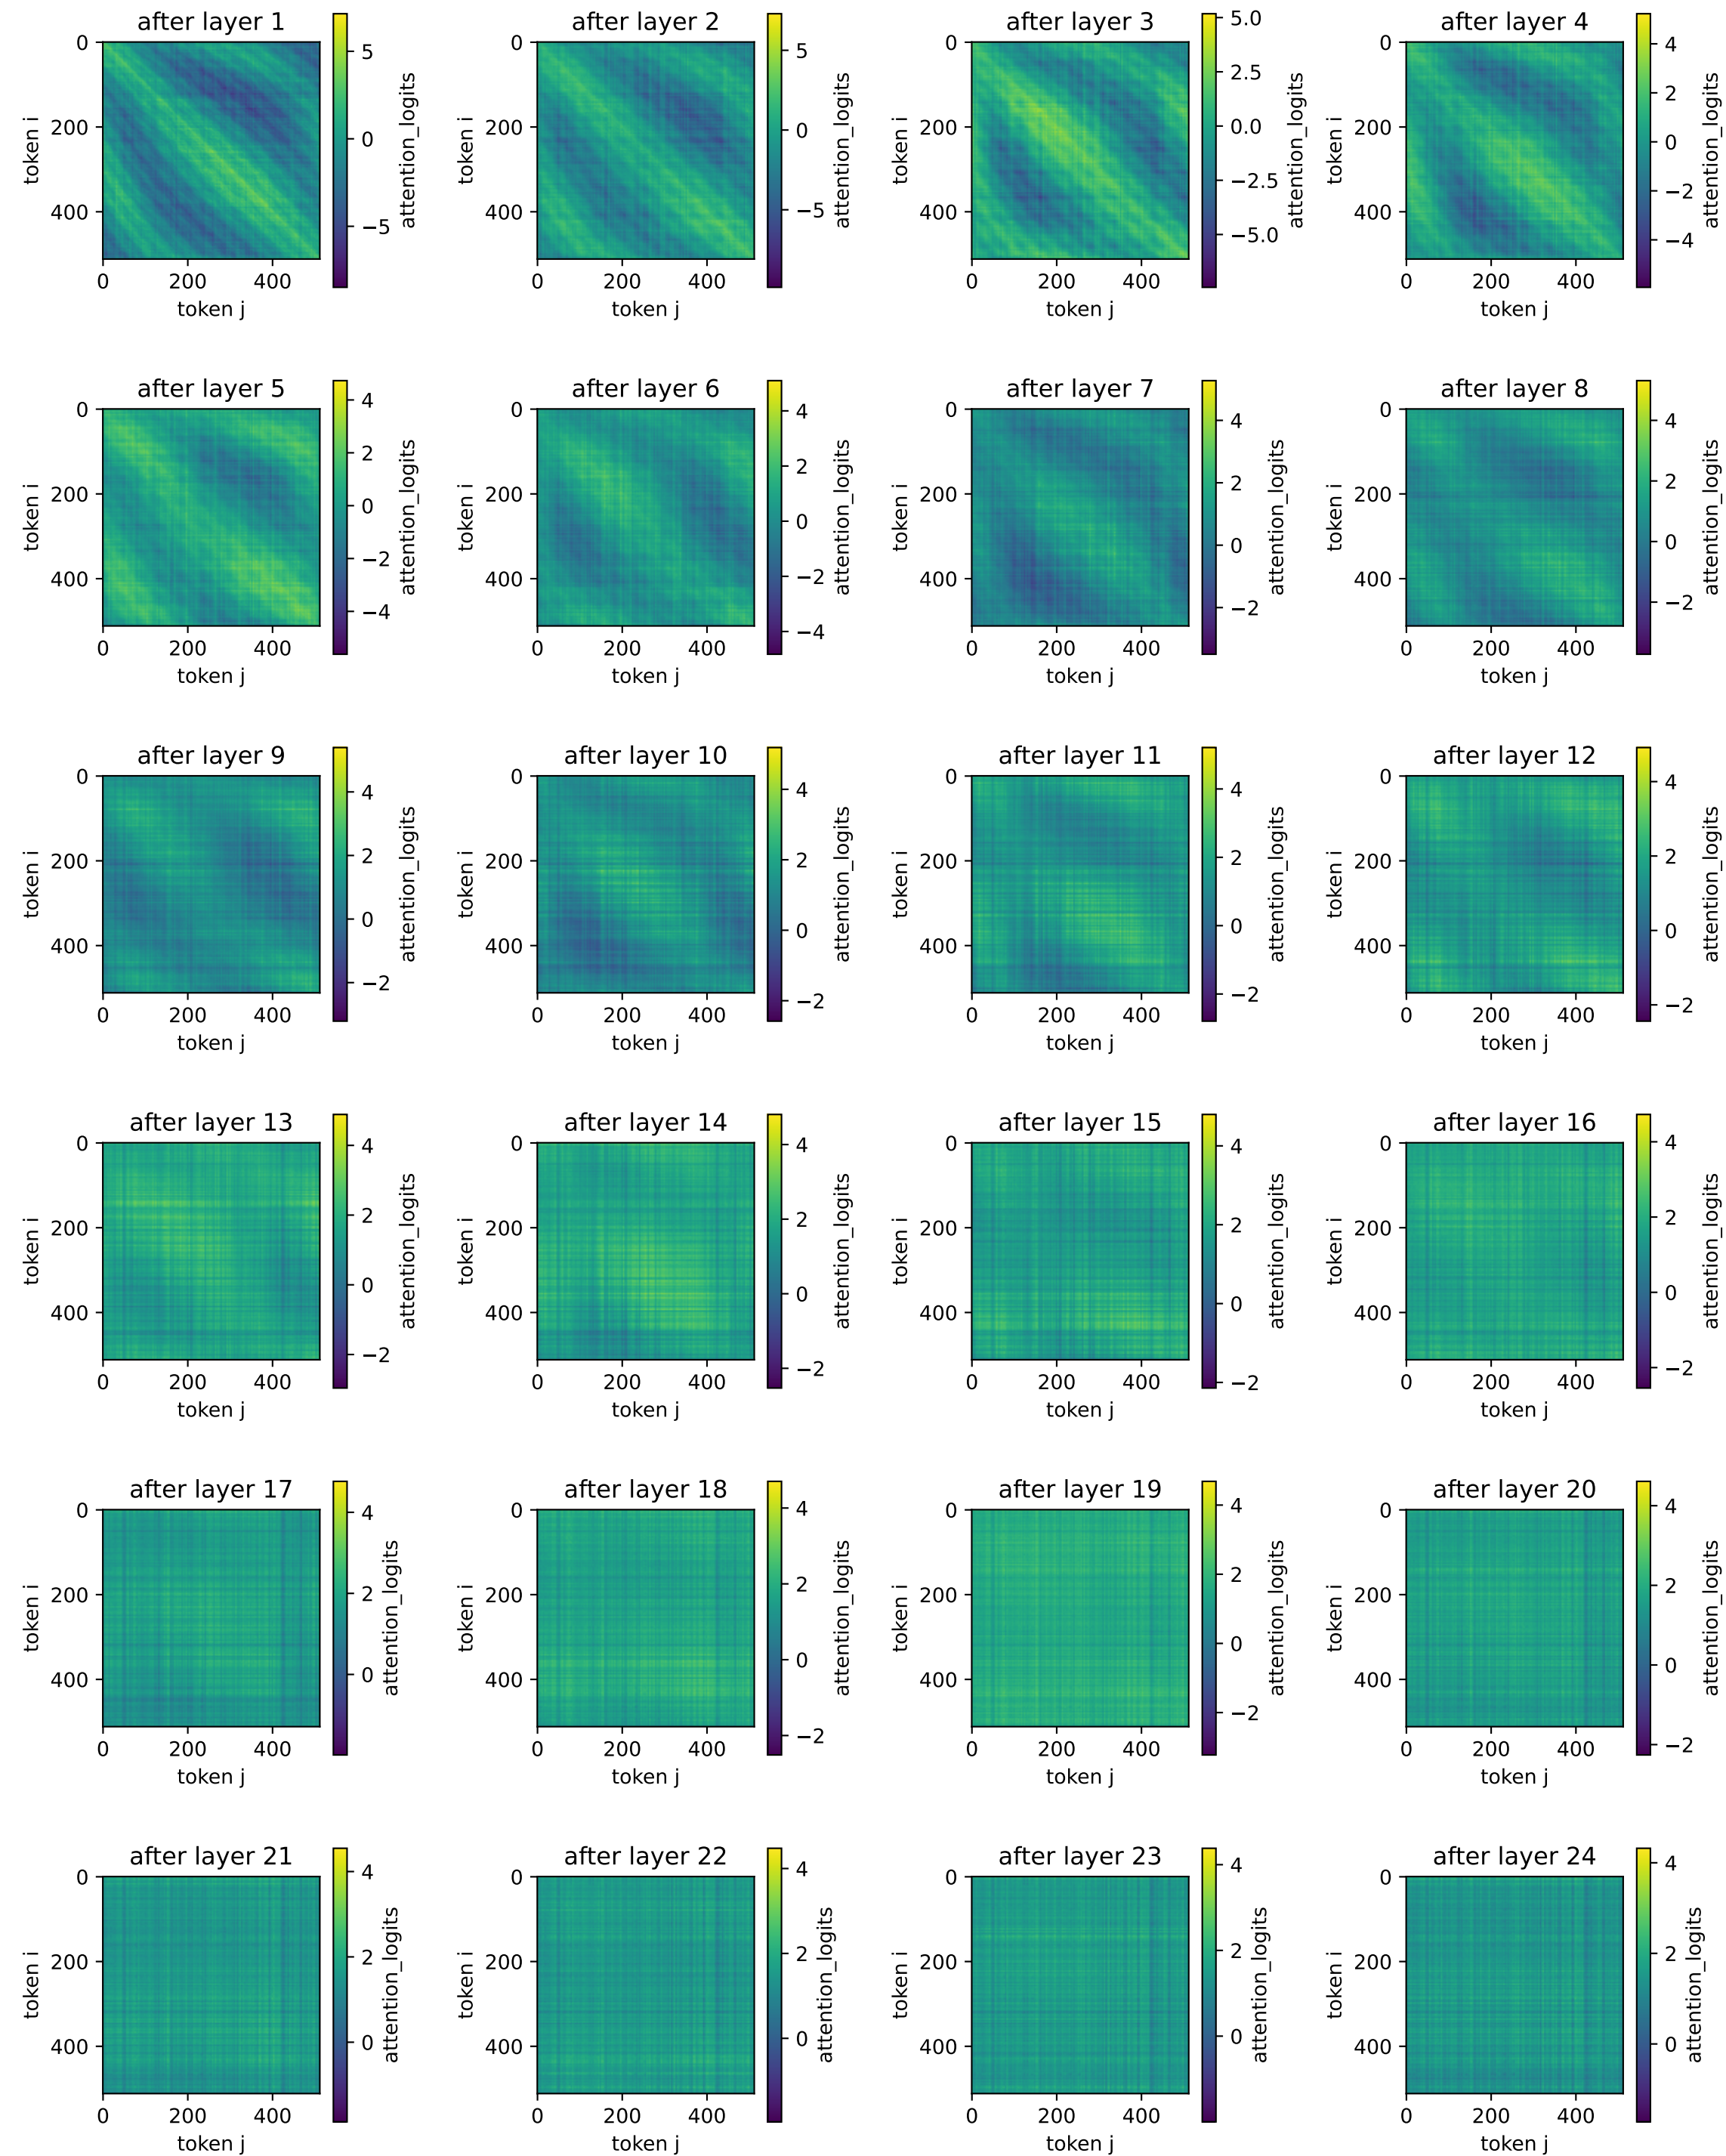 after layer 1
0
200
400
token i
0 200 400
token j
5
0
−5
attention_logits
after layer 2
0
200
400
token i
0 200 400
token j
5
0
−5
attention_logits
after layer 3
0
200
400
token i
0 200 400
token j
5.0
2.5
0.0
−2.5
−5.0
attention_logits
after layer 4
0
200
400
token i
0 200 400
token j
4
2
0
−2
−4
attention_logits
after layer 5
0
200
400
token i
0 200 400
token j
4
2
0
−2
−4
attention_logits
after layer 6
0
200
400
token i
0 200 400
token j
4
2
0
−2
−4
attention_logits
after layer 7
0
200
400
token i
0 200 400
token j
4
2
0
−2
attention_logits
after layer 8
0
200
400
token i
0 200 400
token j
4
2
0
−2
attention_logits
after layer 9
0
200
400
token i
0 200 400
token j
4
2
0
−2
attention_logits
after layer 10
0
200
400
token i
0 200 400
token j
4
2
0
−2
attention_logits
after layer 11
0
200
400
token i
0 200 400
token j
4
2
0
−2
attention_logits
after layer 12
0
200
400
token i
0 200 400
token j
4
2
0
−2
attention_logits
after layer 13
0
200
400
token i
0 200 400
token j
4
2
0
−2
attention_logits
after layer 14
0
200
400
token i
0 200 400
token j
4
2
0
−2
attention_logits
after layer 15
0
200
400
token i
0 200 400
token j
4
2
0
−2
attention_logits
after layer 16
0
200
400
token i
0 200 400
token j
4
2
0
−2
attention_logits
after layer 17
0
200
400
token i
0 200 400
token j
4
2
0
attention_logits
after layer 18
0
200
400
token i
0 200 400
token j
4
2
0
−2
attention_logits
after layer 19
0
200
400
token i
0 200 400
token j
4
2
0
−2
attention_logits
after layer 20
0
200
400
token i
0 200 400
token j
4
2
0
−2
attention_logits
after layer 21
0
200
400
token i
0 200 400
token j
4
2
0
attention_logits
after layer 22
0
200
400
token i
0 200 400
token j
4
2
0
attention_logits
after layer 23
0
200
400
token i
0 200 400
token j
4
2
0
attention_logits
after layer 24
0
200
400
token i
0 200 400
token j
4
2
0
attention_logits